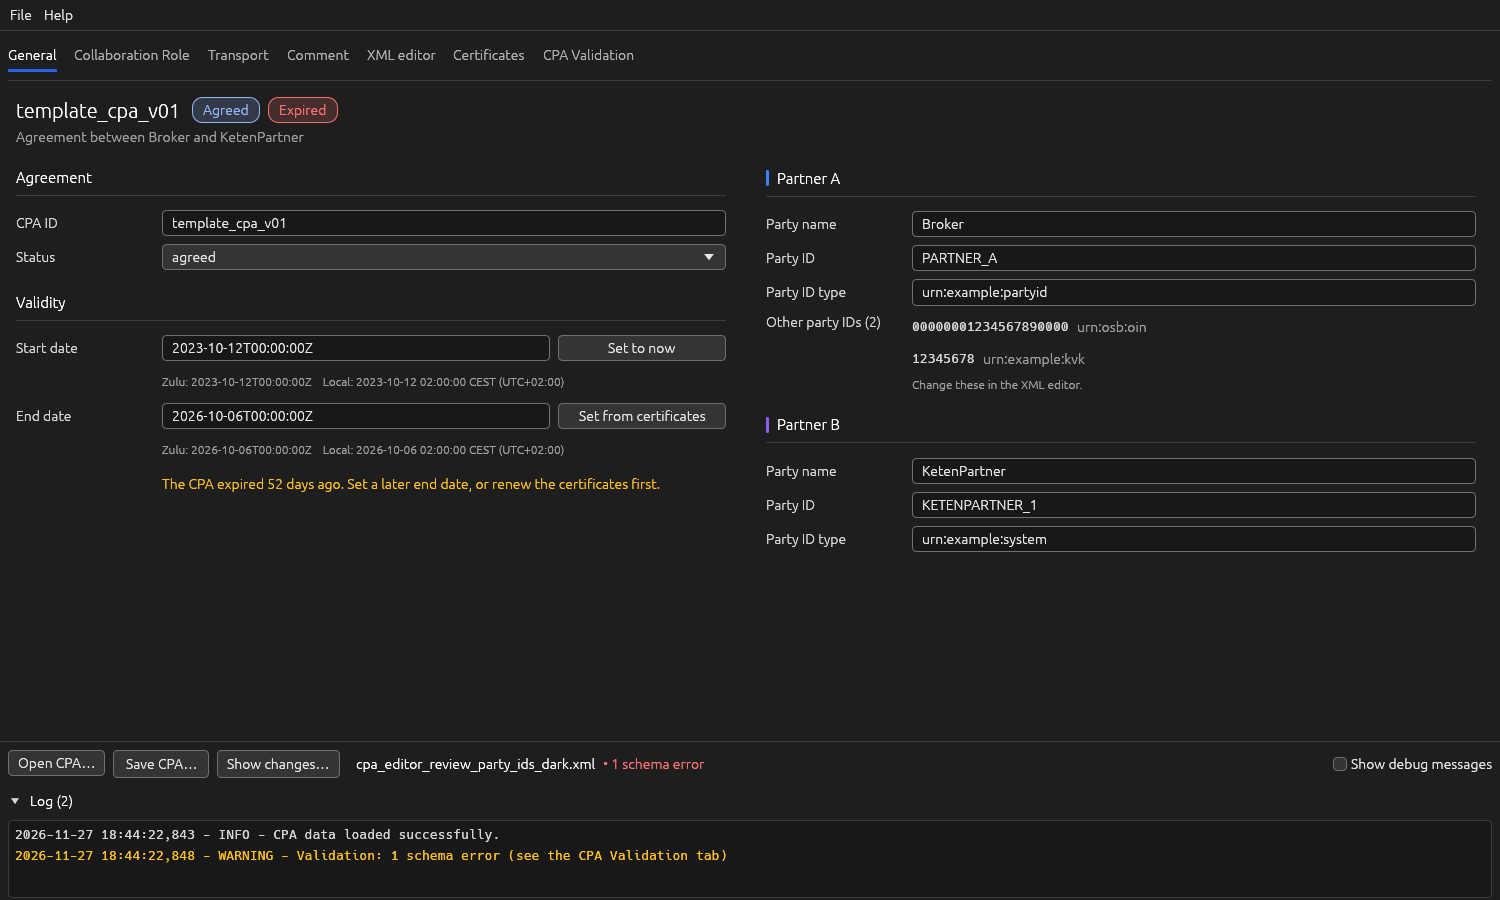 File Help
General Collaboration Role Transport Comment XML editor Certificates CPA Validation
template_cpa_v01 Agreed Expired
Agreement between Broker and KetenPartner
Agreement
CPA ID template_cpa_v01
Status agreed
Validity
Start date 2023-10-12T00:00:00Z Set to now
Zulu: 2023-10-12T00:00:00Z Local: 2023-10-12 02:00:00 CEST (UTC+02:00)
End date 2026-10-06T00:00:00Z Set from certificates
Zulu: 2026-10-06T00:00:00Z Local: 2026-10-06 02:00:00 CEST (UTC+02:00)
The CPA expired 52 days ago. Set a later end date, or renew the certificates first.
Partner A
Party name Broker
Party ID PARTNER_A
Party ID type urn:example:partyid
Other party IDs (2) 00000001234567890000 urn:osb:oin
12345678 urn:example:kvk
Change these in the XML editor.
Partner B
Party name KetenPartner
Party ID KETENPARTNER_1
Party ID type urn:example:system
Open CPA... Save CPA... Show changes... cpa_editor_review_party_ids_dark.xml • 1 schema error Show debug messages
Log (2)
2026-11-27 18:44:22,843 - INFO - CPA data loaded successfully.
2026-11-27 18:44:22,848 - WARNING - Validation: 1 schema error (see the CPA Validation tab)